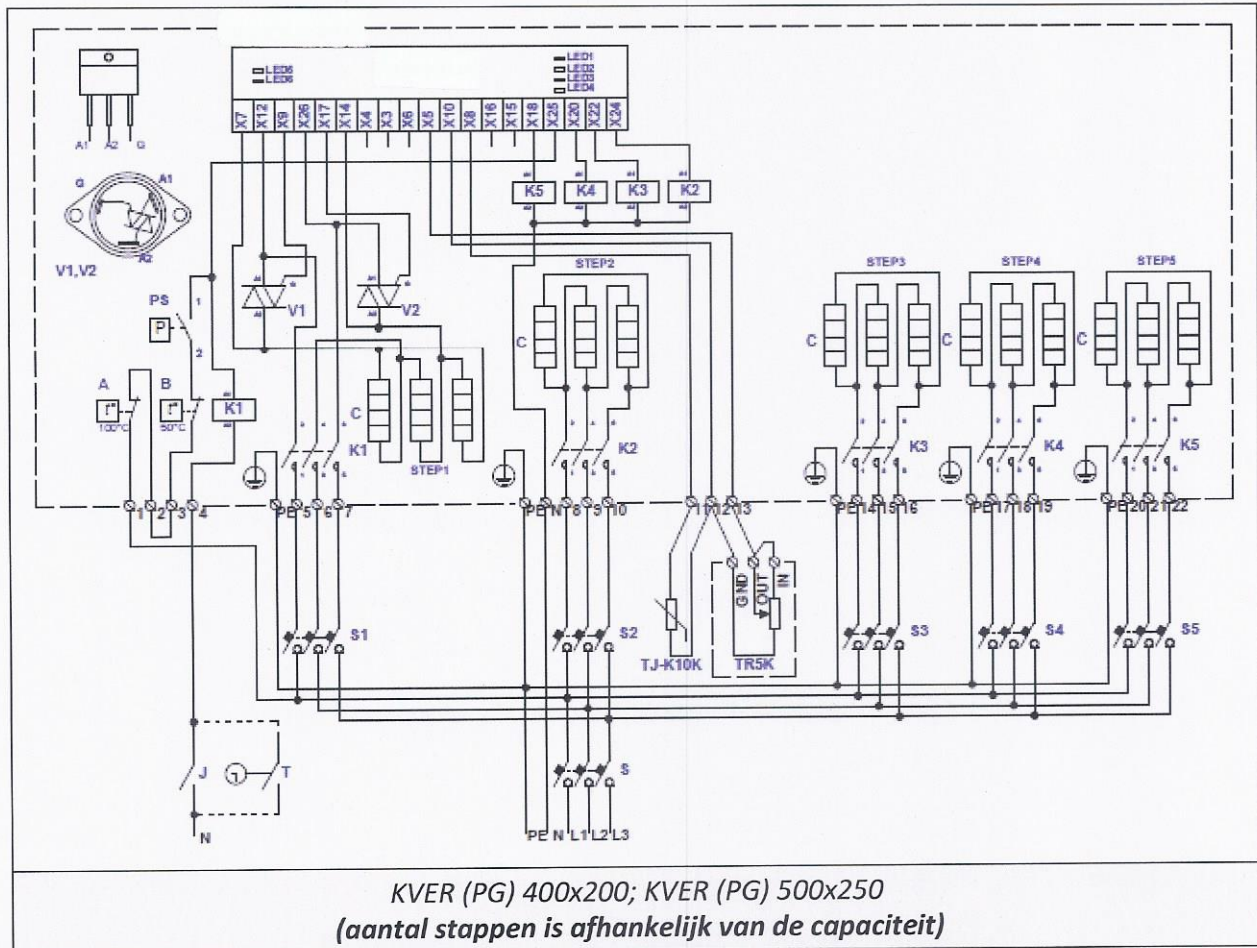 LED5
LED6
LED1
LED2
LED3
LED4
X7 X12 X9 X26 X17 X14 X4 X3 X6 X5 X10 X8 X16 X15 X18 X25 X20 X22 X24
A1 A2 G
G A1
A2
V1,V2
K5 K4 K3 K2
STEP2 STEP3 STEP4 STEP5
PS 1
P
2
V1 V2
C C C C
A B
t° t° K1
100°C 50°C
C
K1 STEP1 K2 K3 K4 K5
1 2 3 4 PE 5 6 7 PE N 8 9 10 11 12 13 PE 14 15 16 PE 17 18 19 PE 20 21 22
GND OUT IN
S1 S2 S3 S4 S5
TJ-K10K TR5K
J T S
N PE N L1 L2 L3
KVER (PG) 400x200; KVER (PG) 500x250
(aantal stappen is afhankelijk van de capaciteit)